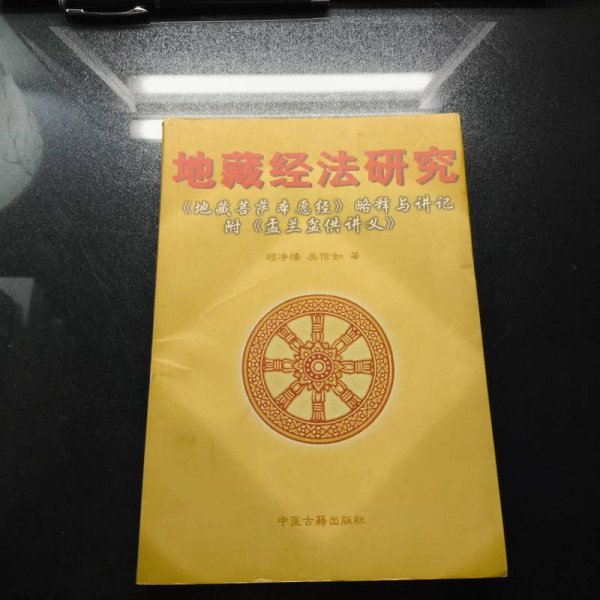 地藏经法研究
《地藏菩萨本愿经》略释与讲记
附《盂兰盆供讲义》
顾净缘 吴信如 著
中医古籍出版社